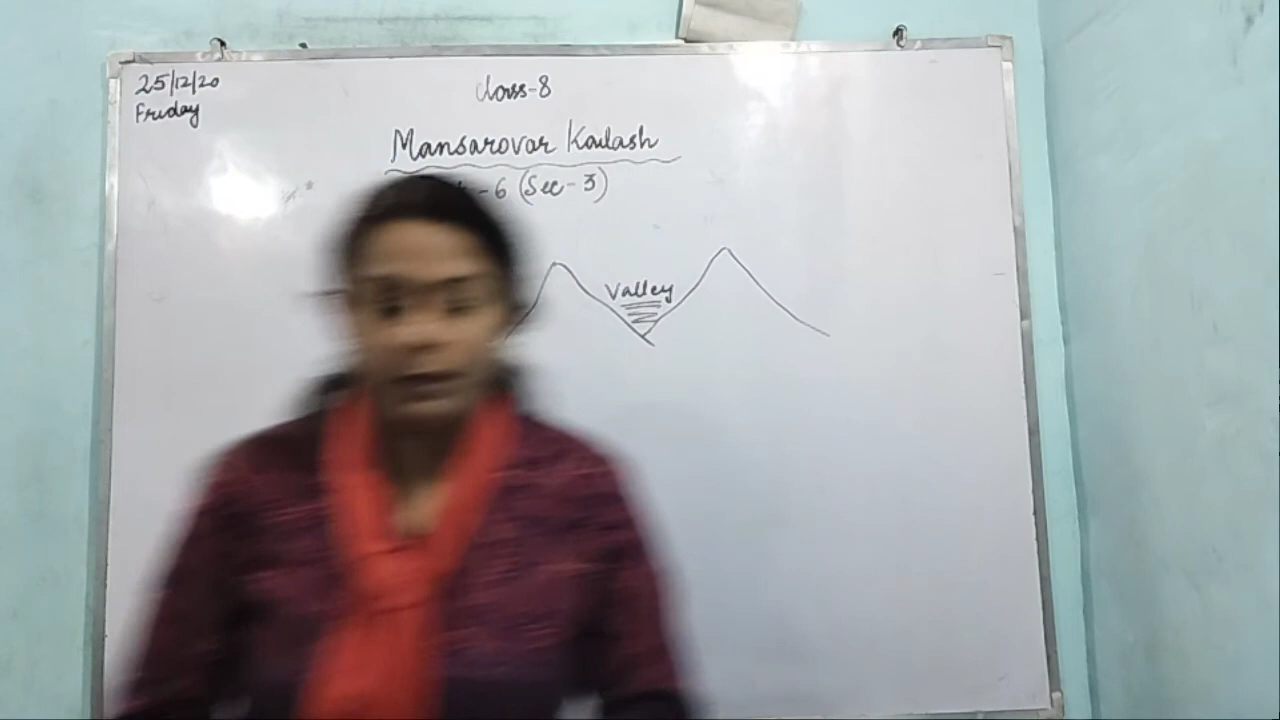 25/12/20
Friday
Class-8
Mansarovar Kailash
-6 (Sec-3)
Valley